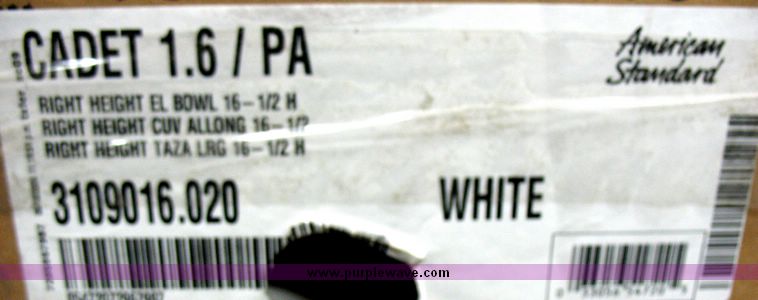 CADET 1.6 / PA
American
Standard
RIGHT HEIGHT EL BOWL 16-1/2 H
RIGHT HEIGHT CUV ALLONG 16-1/2
RIGHT HEIGHT TAZA LRG 16-1/2 H
3109016.020
WHITE
www.purplewave.com